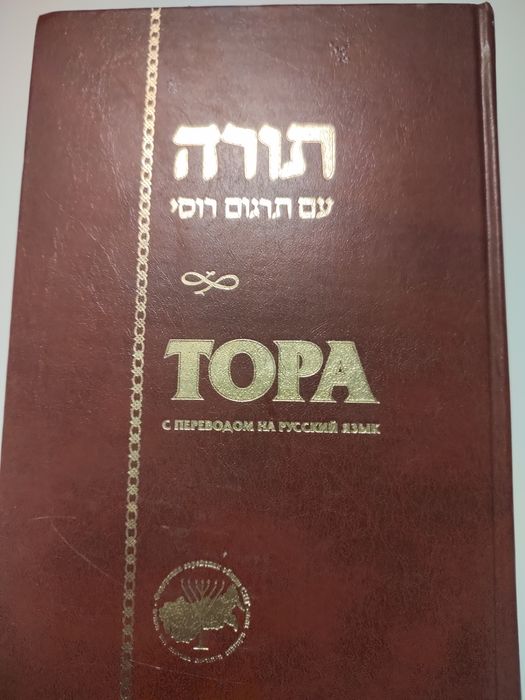 תורה
עם תרגום רוסי
ТОРА
С ПЕРЕВОДОМ НА РУССКИЙ ЯЗЫК